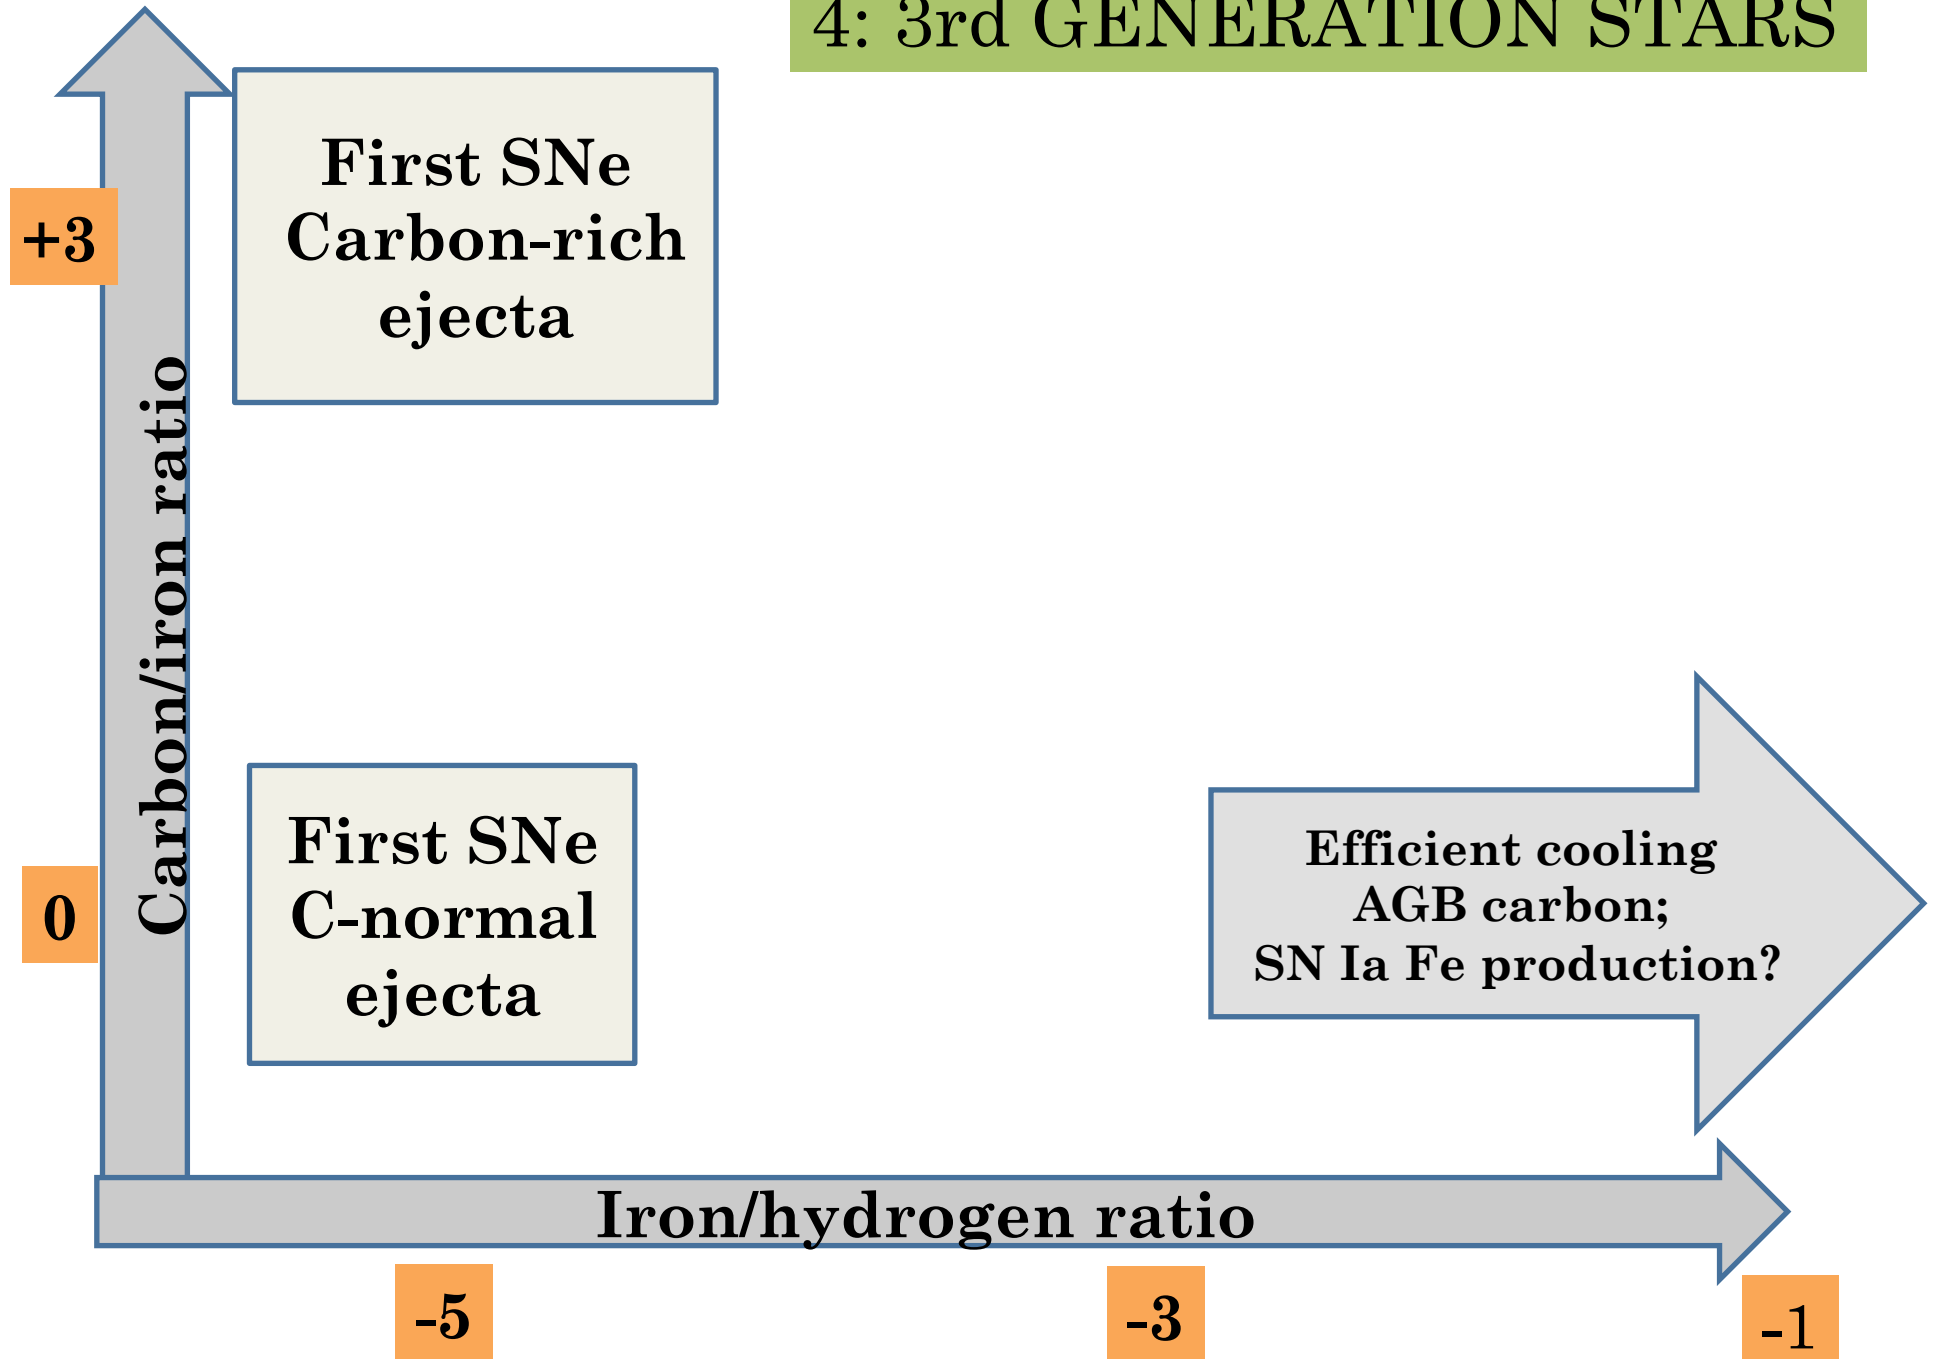 4: 3rd GENERATION STARS
First SNe
Carbon-rich
ejecta
+3
Carbon/iron ratio
First SNe
C-normal
ejecta
0
Efficient cooling
AGB carbon;
SN Ia Fe production?
Iron/hydrogen ratio
-5
-3
-1